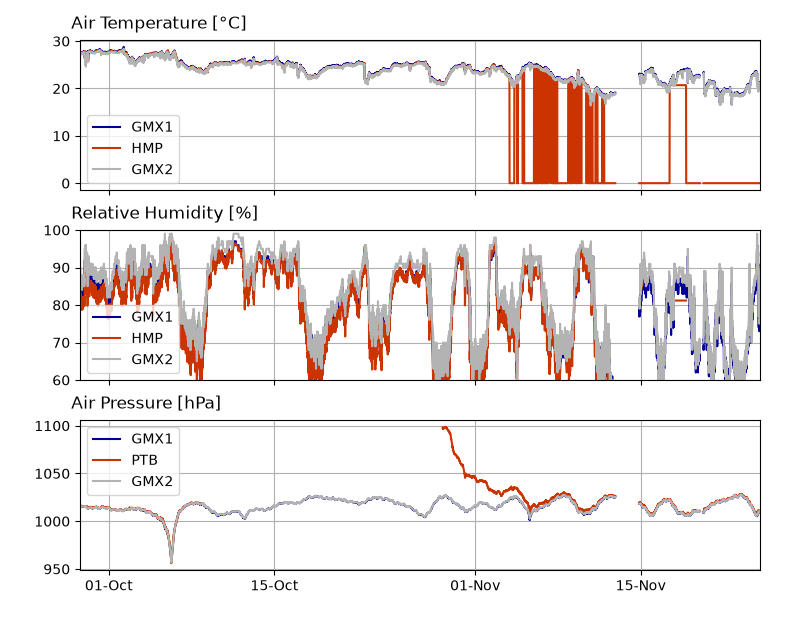 Air Temperature [°C]
30
20
10
0
GMX1
HMP
GMX2
Relative Humidity [%]
100
90
80
70
60
GMX1
HMP
GMX2
Air Pressure [hPa]
1100
1050
1000
950
GMX1
PTB
GMX2
01-Oct 15-Oct 01-Nov 15-Nov